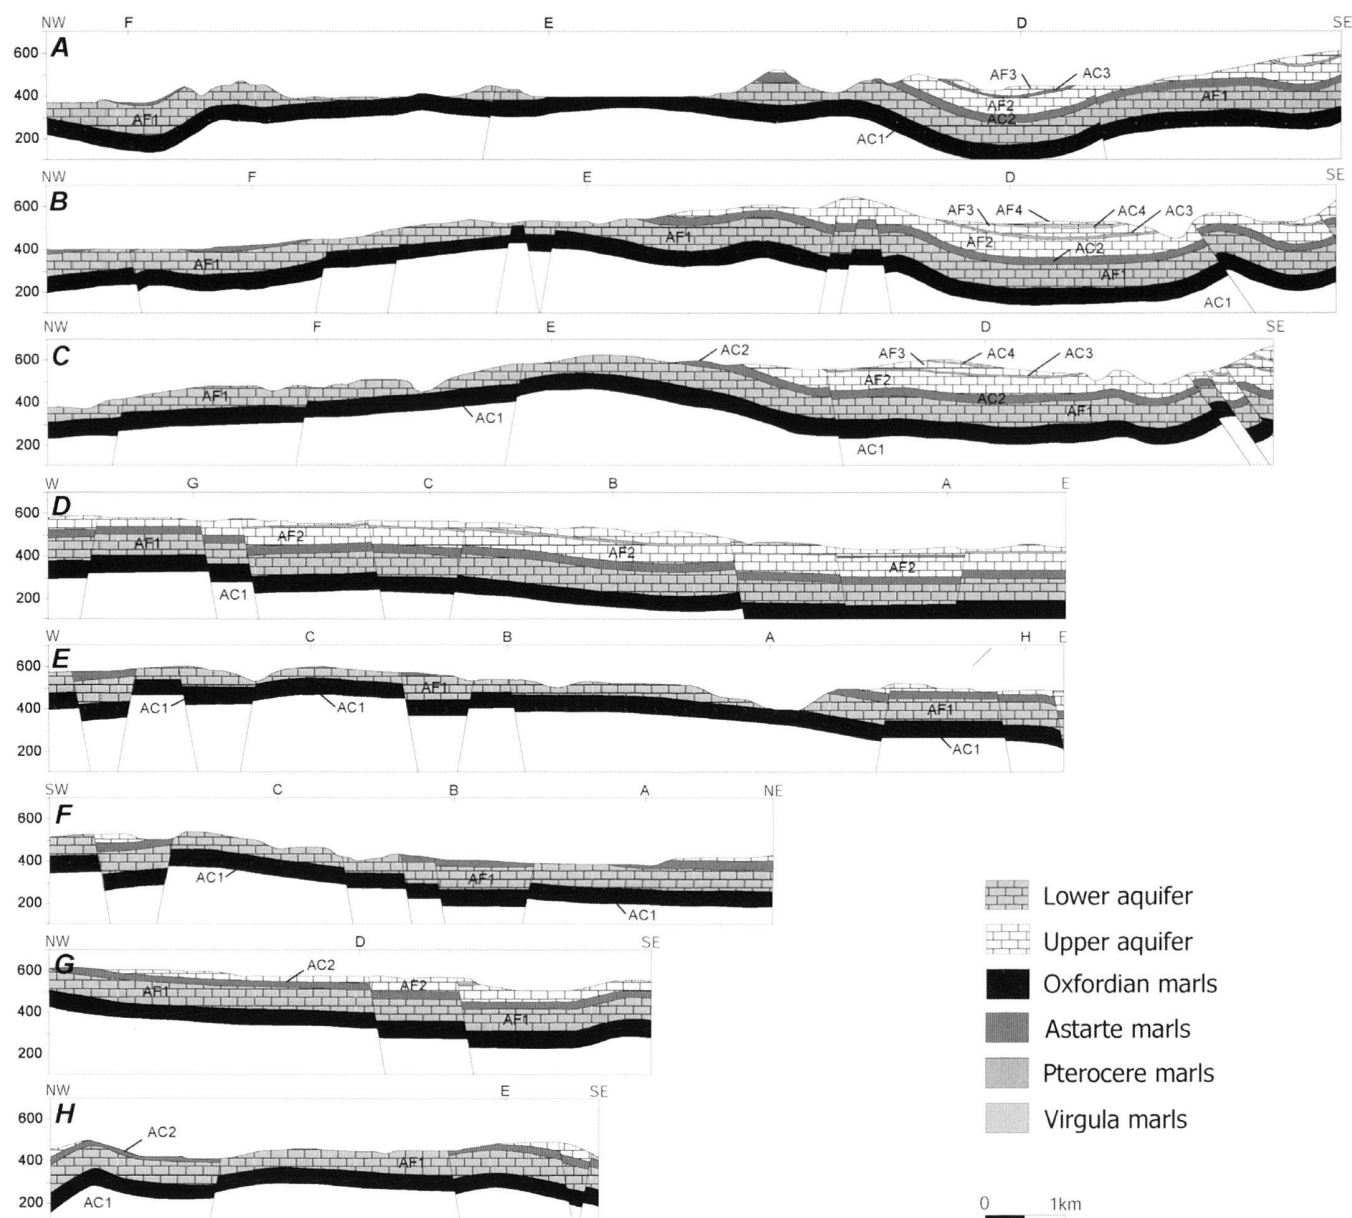 NW F E D SE
A
600
400
200
AF1
AC1
AF3
AC3
AF2
AC2
AF1
NW F E D SE
B
600
400
200
AF1
AF1
AF3
AF4
AC4
AC3
AF2
AC2
AF1
AC1
NW F E D SE
C
600
400
200
AF1
AC1
AC2
AF3
AC4
AC3
AF2
AC2
AF1
AC1
W G C B A E
D
600
400
200
AF1
AC1
AF2
AF2
AF2
W C B A H E
E
600
400
200
AC1
AC1
AF1
AF1
AC1
SW C B A NE
F
600
400
200
AC1
AF1
AC1
NW D SE
G
600
400
200
AC2
AF1
AF2
AF1
NW E SE
H
600
400
200
AC2
AF1
AC1
Lower aquifer
Upper aquifer
Oxfordian marls
Astarte marls
Pterocere marls
Virgula marls
0 1km